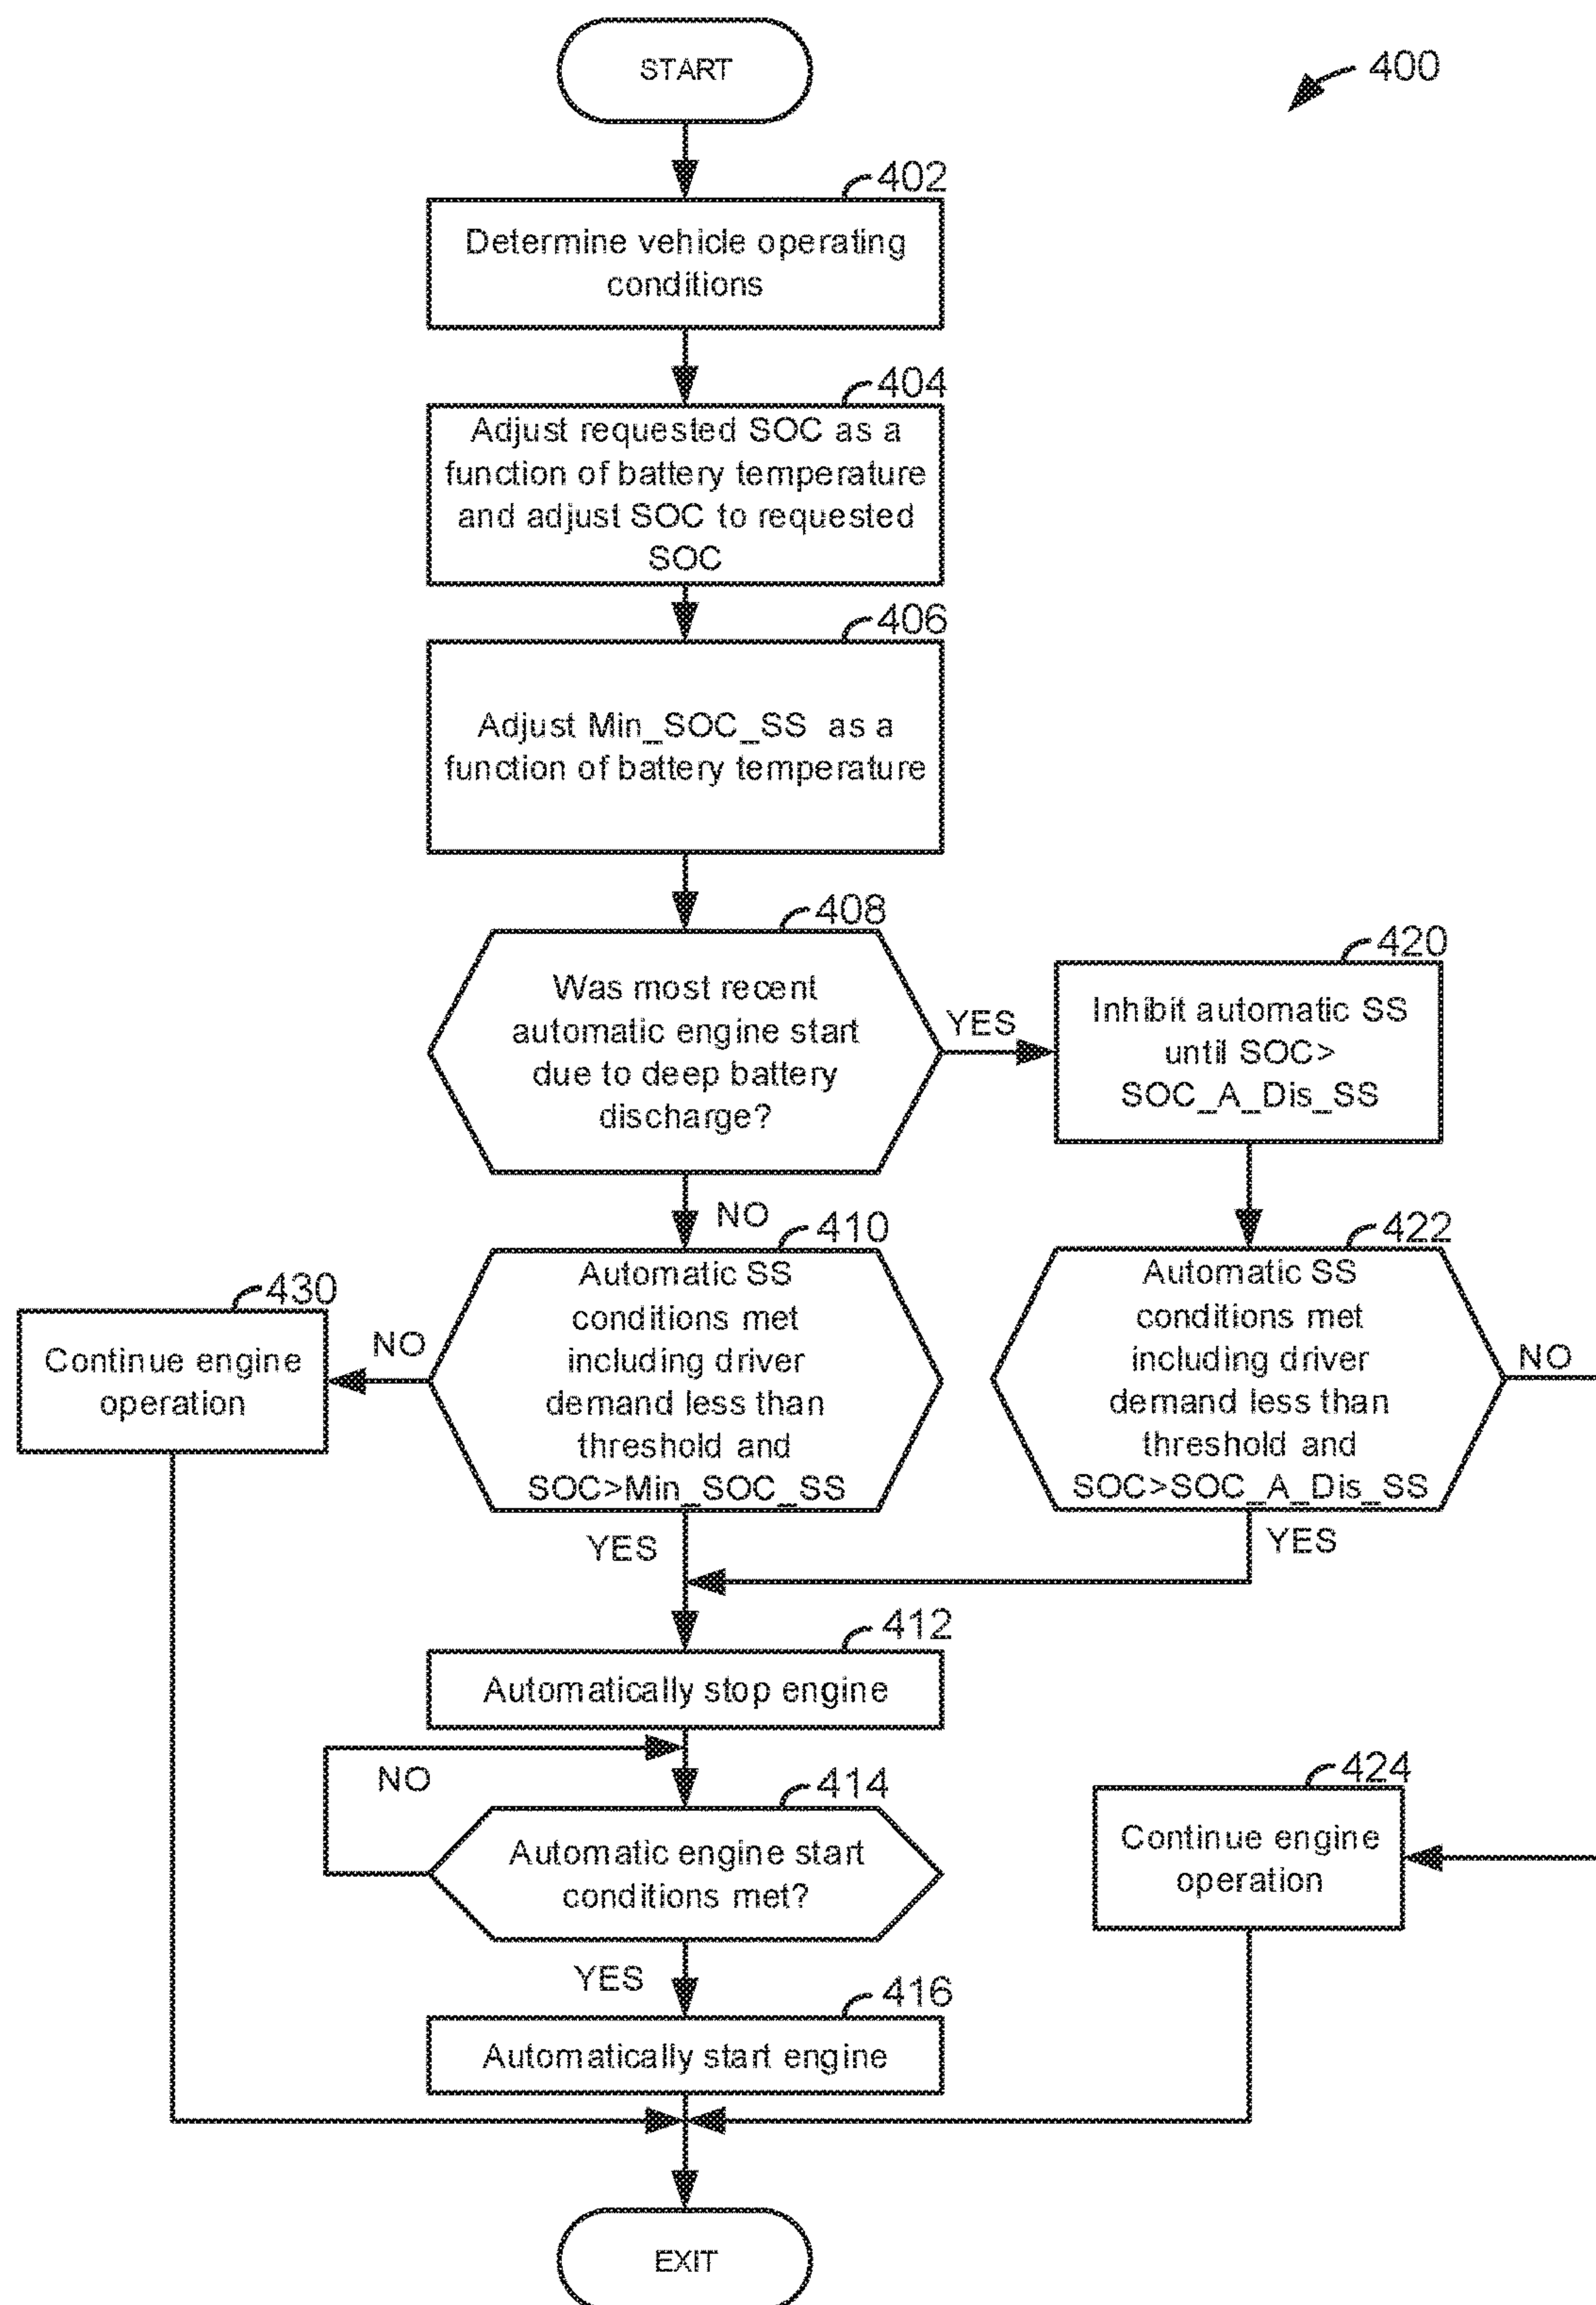 START
400
402
Determine vehicle operating
conditions
404
Adjust requested SOC as a
function of battery temperature
and adjust SOC to requested
SOC
406
Adjust Min_SOC_SS as a
function of battery temperature
408
Was most recent
automatic engine start
due to deep battery
discharge?
YES
420
Inhibit automatic SS
until SOC>
SOC_A_Dis_SS
NO
410
Automatic SS
conditions met
including driver
demand less than
threshold and
SOC>Min_SOC_SS
422
Automatic SS
conditions met
including driver
demand less than
threshold and
SOC>SOC_A_Dis_SS
NO
430
Continue engine
operation
NO
YES
YES
412
Automatically stop engine
NO
414
Automatic engine start
conditions met?
424
Continue engine
operation
YES
416
Automatically start engine
EXIT